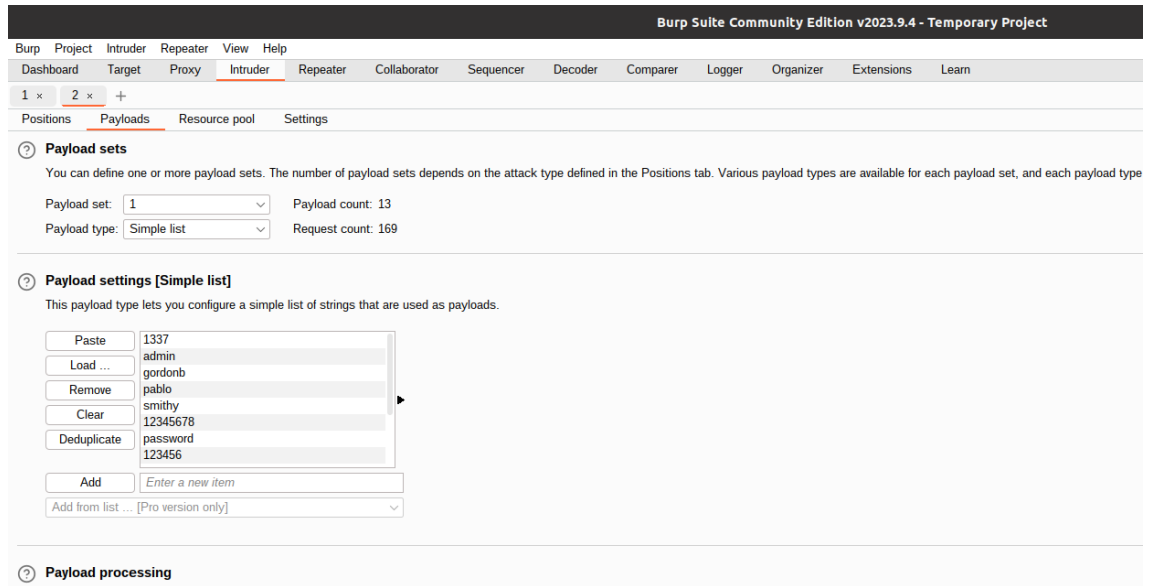 Burp Suite Community Edition v2023.9.4 - Temporary Project
Burp Project Intruder Repeater View Help
Dashboard Target Proxy Intruder Repeater Collaborator Sequencer Decoder Comparer Logger Organizer Extensions Learn
1 × 2 × +
Positions Payloads Resource pool Settings
? Payload sets
You can define one or more payload sets. The number of payload sets depends on the attack type defined in the Positions tab. Various payload types are available for each payload set, and each payload type
Payload set: 1 Payload count: 13
Payload type: Simple list Request count: 169
? Payload settings [Simple list]
This payload type lets you configure a simple list of strings that are used as payloads.
Paste 1337
admin
Load ... gordonb
Remove pablo
smithy
Clear 12345678
Deduplicate password
123456
Add Enter a new item
Add from list ... [Pro version only]
? Payload processing